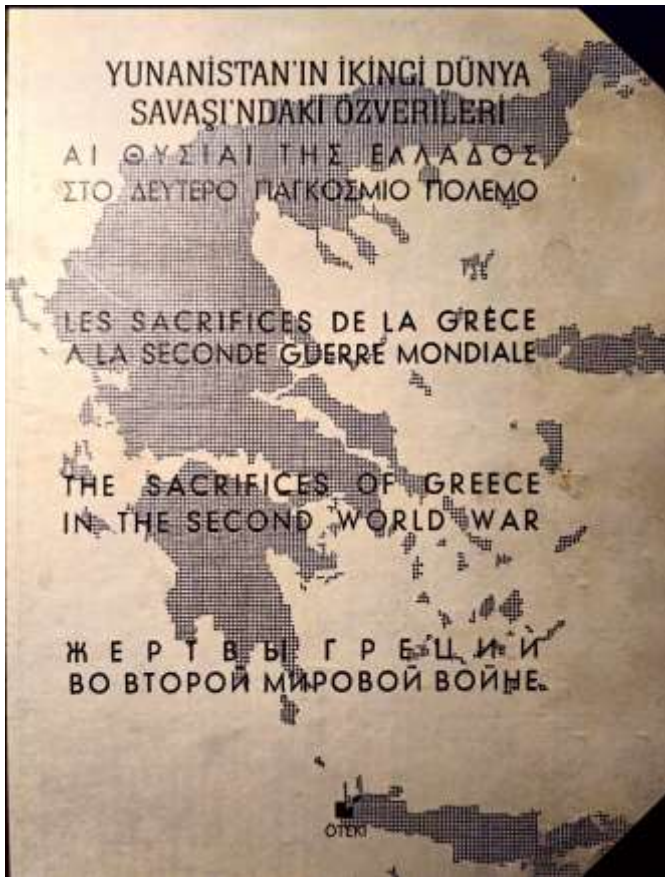 YUNANİSTAN'IN İKİNGİ DÜNYA
SAVAŞI'NDAKİ ÖZVERİLERİ
ΑΙ ΘΥΣΙΑΙ ΤΗΣ ΕΛΛΑΔΟΣ
ΣΤΟ ΔΕΥΤΕΡΟ ΠΑΓΚΟΣΜΙΟ ΠΟΛΕΜΟ
LES SACRIFICES DE LA GRÈCE
A LA SECONDE GUERRE MONDIALE
THE SACRIFICES OF GREECE
IN THE SECOND WORLD WAR
ЖЕРТВЫ ГРЕЦИЙ
ВО ВТОРОЙ МИРОВОЙ ВОЙНЕ
ÖTEKİ